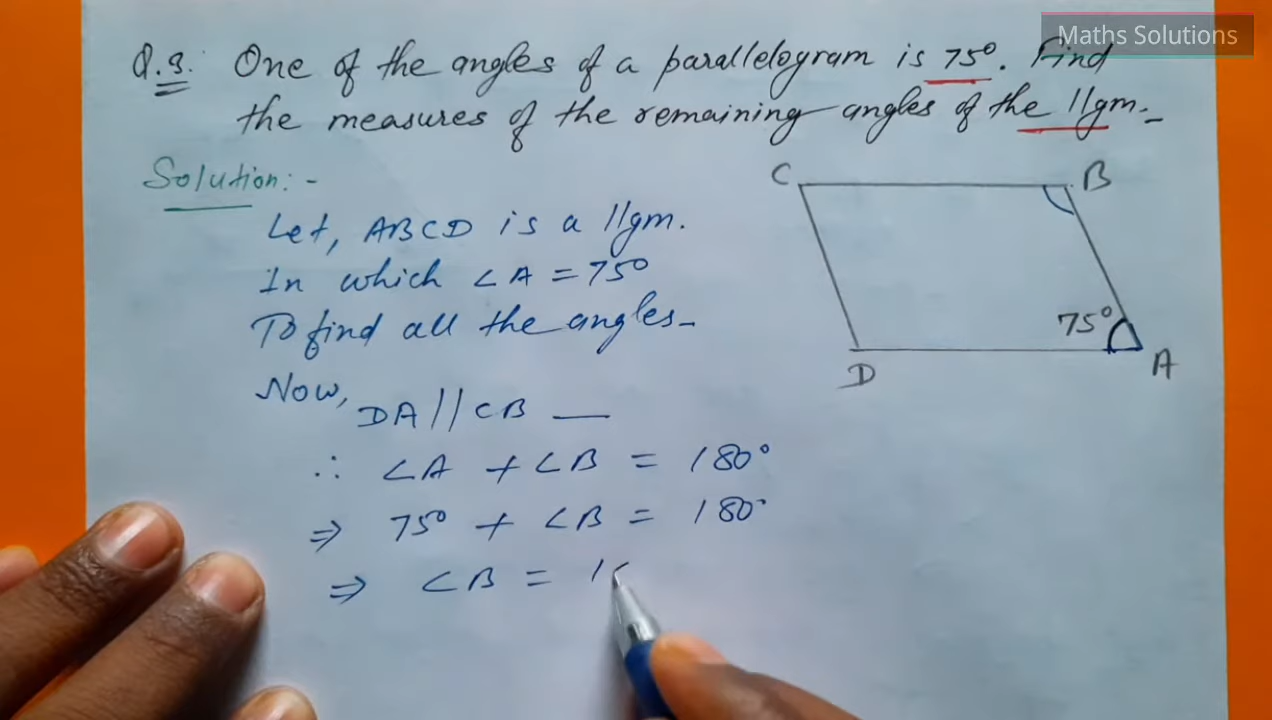 Maths Solutions
Q.3. One of the angles of a parallelogram is 75°. Find
the measures of the remaining angles of the ||gm.
Solution:-
Let, ABCD is a ||gm.
In which ∠A = 75°
To find all the angles.
Now,
DA||CB —
∴ ∠A + ∠B = 180°
⇒ 75° + ∠B = 180°
⇒ ∠B = 1
C
B
75°
D
A